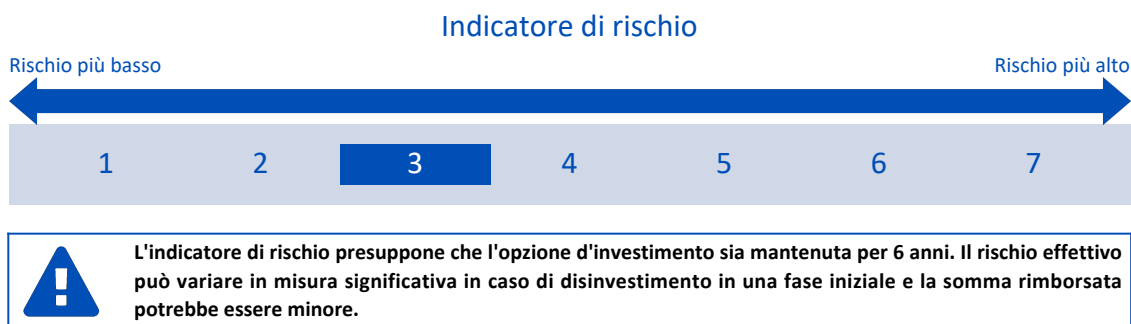 Indicatore di rischio
Rischio più basso Rischio più alto
1 2 3 4 5 6 7
L'indicatore di rischio presuppone che l'opzione d'investimento sia mantenuta per 6 anni. Il rischio effettivo
può variare in misura significativa in caso di disinvestimento in una fase iniziale e la somma rimborsata
potrebbe essere minore.